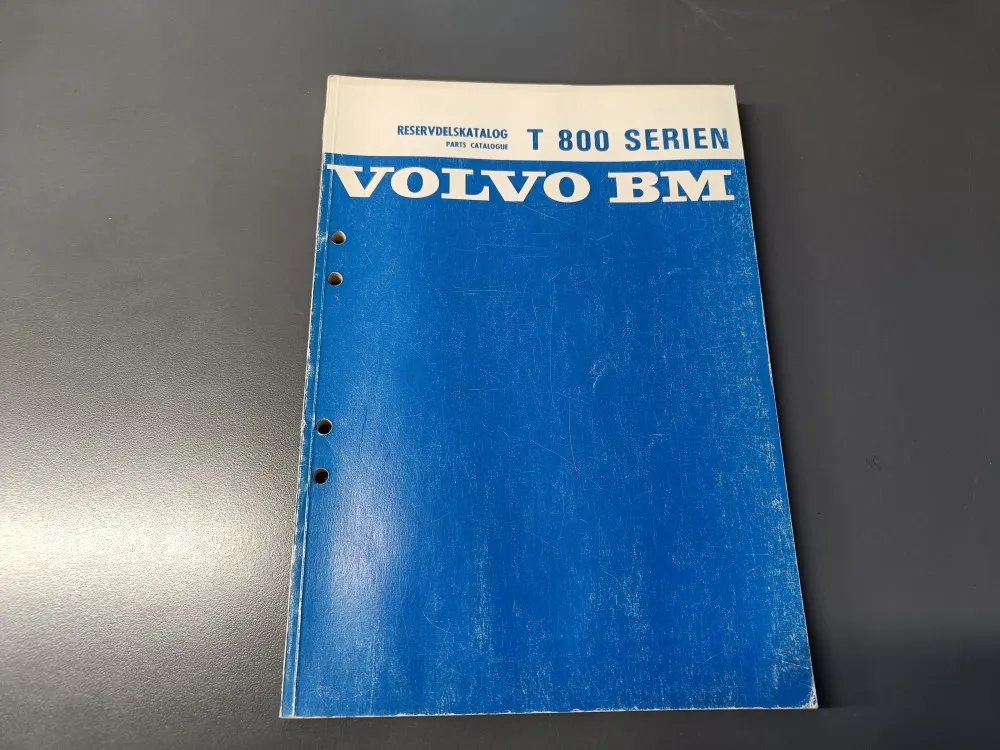 RESERVDELSKATALOG T 800 SERIEN
PARTS CATALOGUE
VOLVO BM